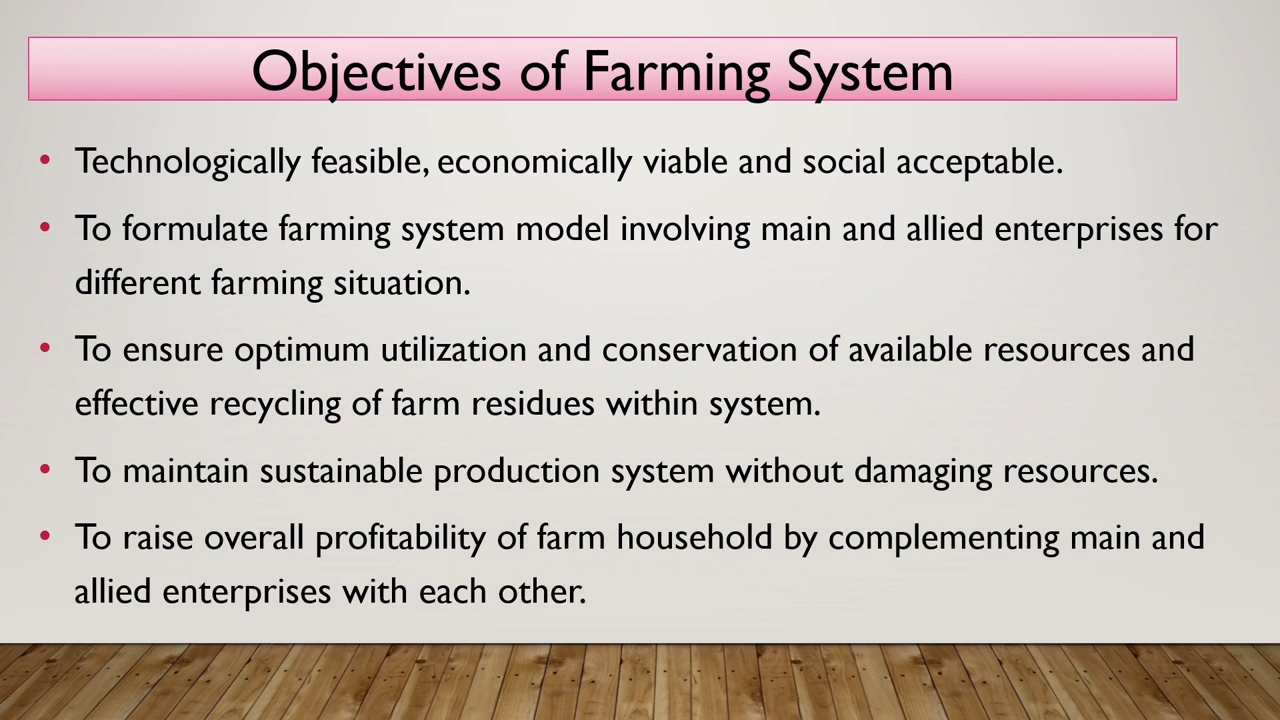 Objectives of Farming System
• Technologically feasible, economically viable and social acceptable.
• To formulate farming system model involving main and allied enterprises for
different farming situation.
• To ensure optimum utilization and conservation of available resources and
effective recycling of farm residues within system.
• To maintain sustainable production system without damaging resources.
• To raise overall profitability of farm household by complementing main and
allied enterprises with each other.